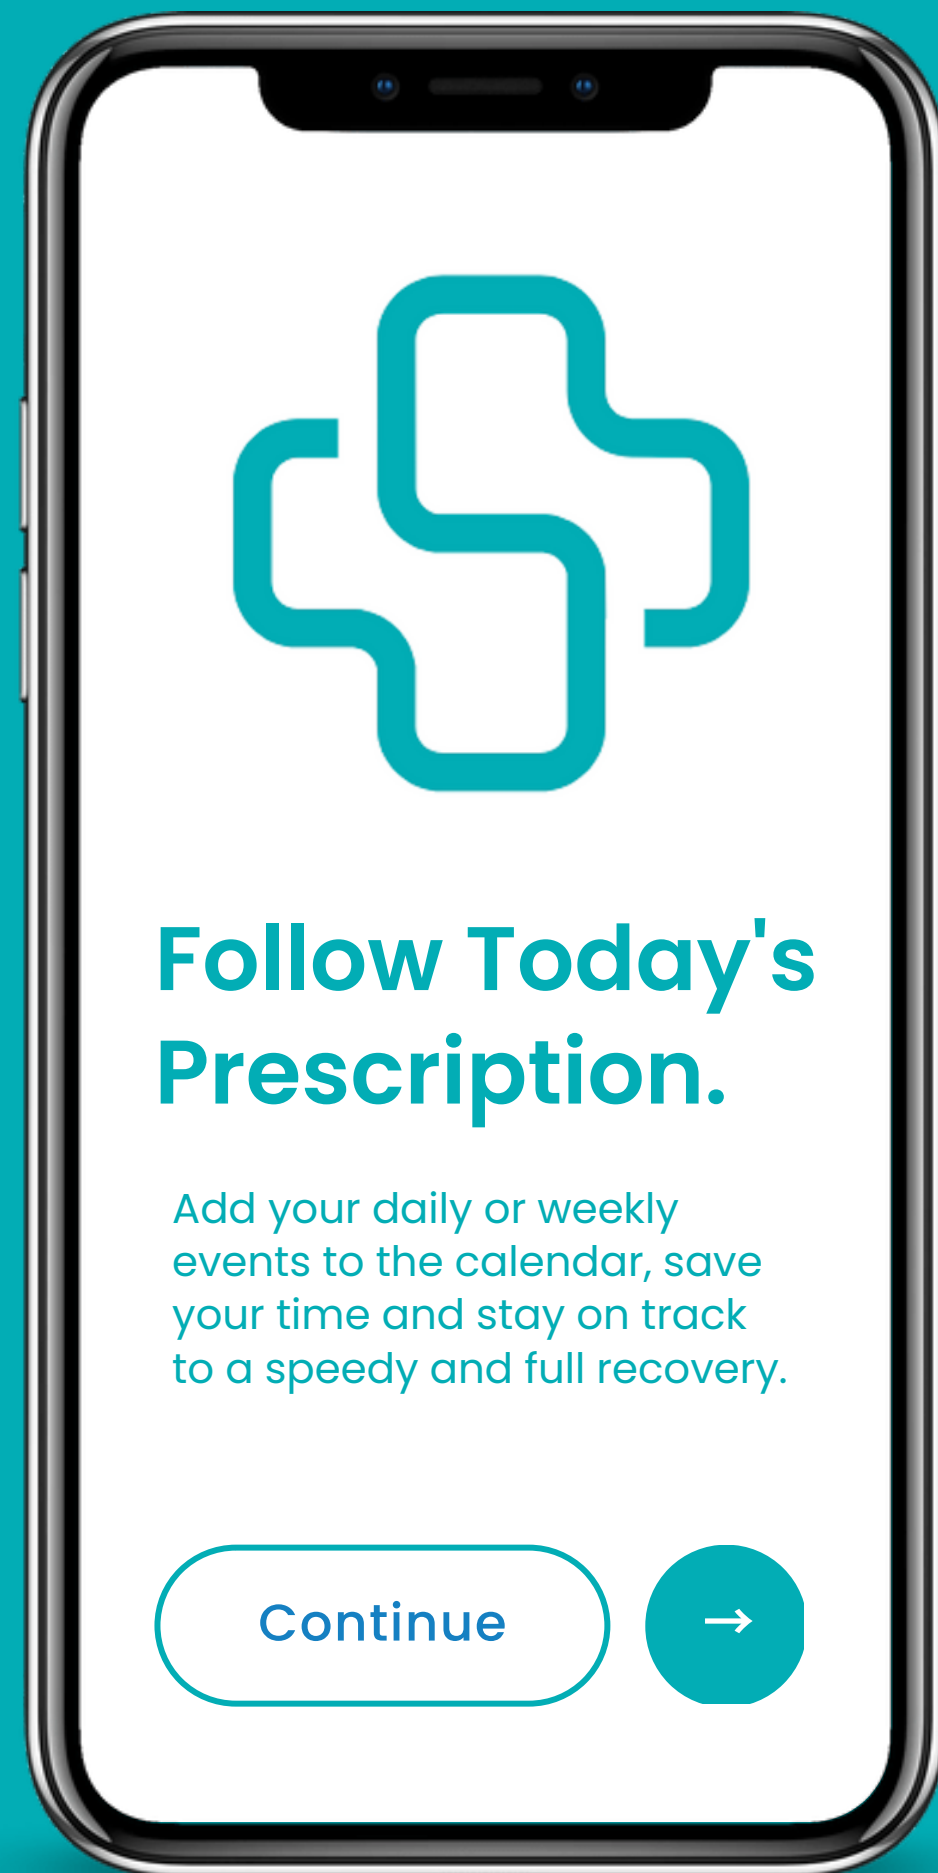 Follow Today's
Prescription.
Add your daily or weekly
events to the calendar, save
your time and stay on track
to a speedy and full recovery.
Continue →